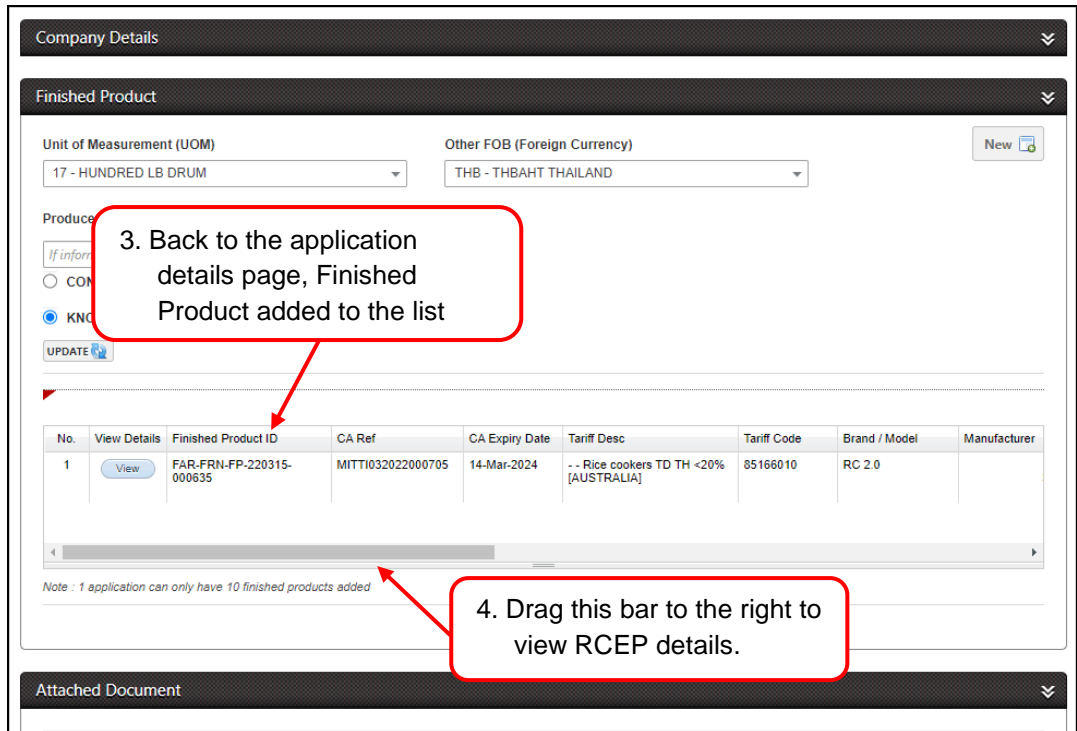 Company Details
Finished Product
Unit of Measurement (UOM)
Other FOB (Foreign Currency)
New
17 - HUNDRED LB DRUM
THB - THBAHT THAILAND
3. Back to the application
details page, Finished
Product added to the list
UPDATE
No. View Details Finished Product ID CA Ref CA Expiry Date Tariff Desc Tariff Code Brand / Model Manufacturer
1 View FAR-FRN-FP-220315- MITTI032022000705 14-Mar-2024 - - Rice cookers TD TH <20% 85166010 RC 2.0
000635 [AUSTRALIA]
Note : 1 application can only have 10 finished products added
4. Drag this bar to the right to
view RCEP details.
Attached Document